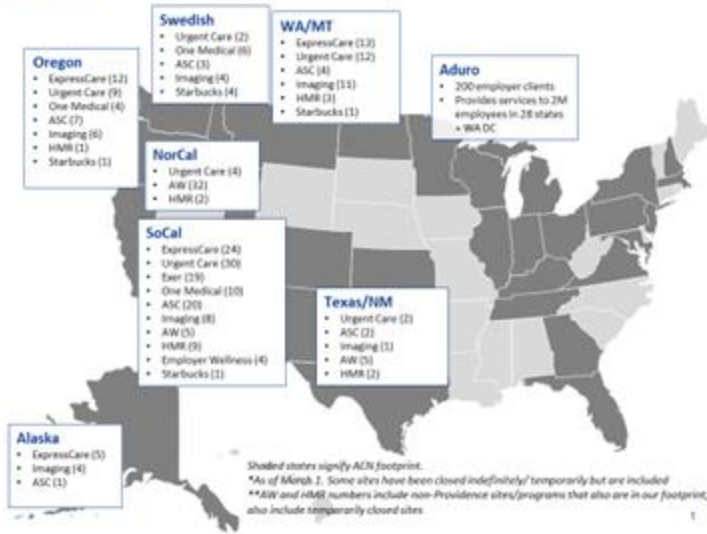 Swedish
• Urgent Care (2)
• One Medical (6)
• ASC (3)
• Imaging (4)
• Starbucks (4)
WA/MT
• ExpressCare (13)
• Urgent Care (12)
• ASC (4)
• Imaging (11)
• HMR (3)
• Starbucks (1)
Oregon
• ExpressCare (12)
• Urgent Care (9)
• One Medical (4)
• ASC (7)
• Imaging (6)
• HMR (1)
• Starbucks (1)
Aduro
• 200 employer clients
• Provides services to 2M
employees in 28 states
+ WA DC
NorCal
• Urgent Care (4)
• AW (32)
• HMR (2)
SoCal
• ExpressCare (24)
• Urgent Care (30)
• Exer (19)
• One Medical (10)
• ASC (20)
• Imaging (8)
• AW (5)
• HMR (9)
• Employer Wellness (4)
• Starbucks (1)
Texas/NM
• Urgent Care (2)
• ASC (2)
• Imaging (1)
• AW (5)
• HMR (2)
Alaska
• ExpressCare (5)
• Imaging (4)
• ASC (1)
Shaded states signify ACN footprint.
*As of March 1. Some sites have been closed indefinitely/ temporarily but are included
**AW and HMR numbers include non-Providence sites/programs that also are in our footprint,
also include temporarily closed sites
1